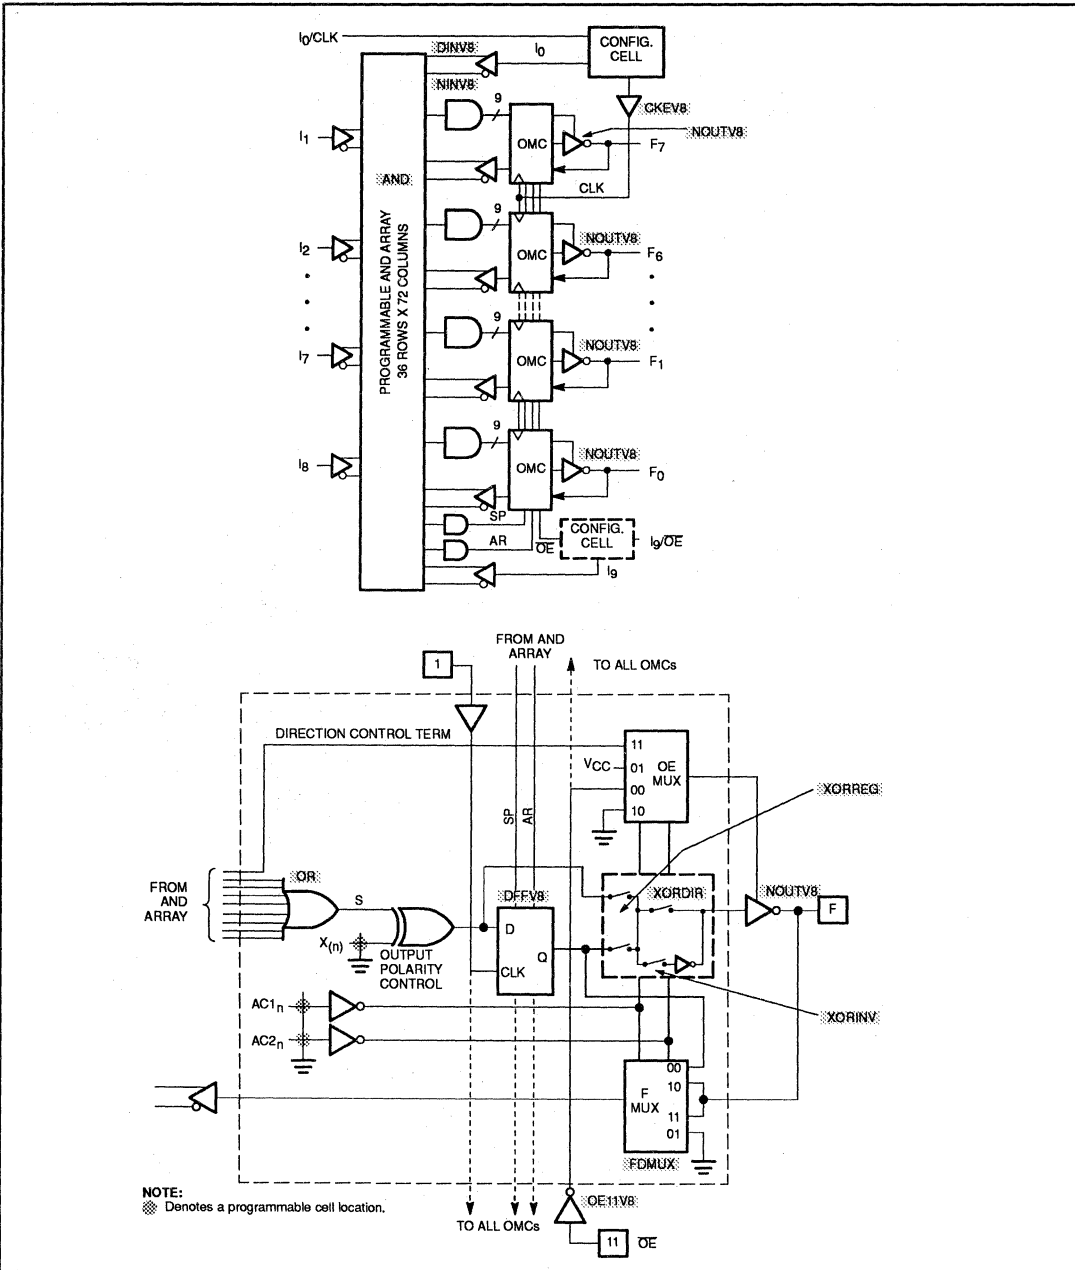 I0/CLK
DINV8
I0
CONFIG.
CELL
NINV8
9
CKEV8
NOUTV8
I1
OMC
F7
AND
CLK
9
I2
OMC
NOUTV8
F6
PROGRAMMABLE AND ARRAY
36 ROWS X 72 COLUMNS
9
I7
OMC
NOUTV8
F1
9
I8
OMC
NOUTV8
F0
SP
AR
OE
CONFIG.
CELL
I9/OE
I9
FROM AND
ARRAY
1
TO ALL OMCs
DIRECTION CONTROL TERM
11
VCC
01
OE
MUX
00
10
XORREG
SP
AR
FROM
AND
ARRAY
OR
S
X(n)
OUTPUT
POLARITY
CONTROL
DFFV8
D
Q
CLK
XORDIR
NOUTV8
F
XORINV
AC1n
AC2n
00
10
F
MUX
11
01
FDMUX
NOTE:
Denotes a programmable cell location.
TO ALL OMCs
OE11V8
11
OE